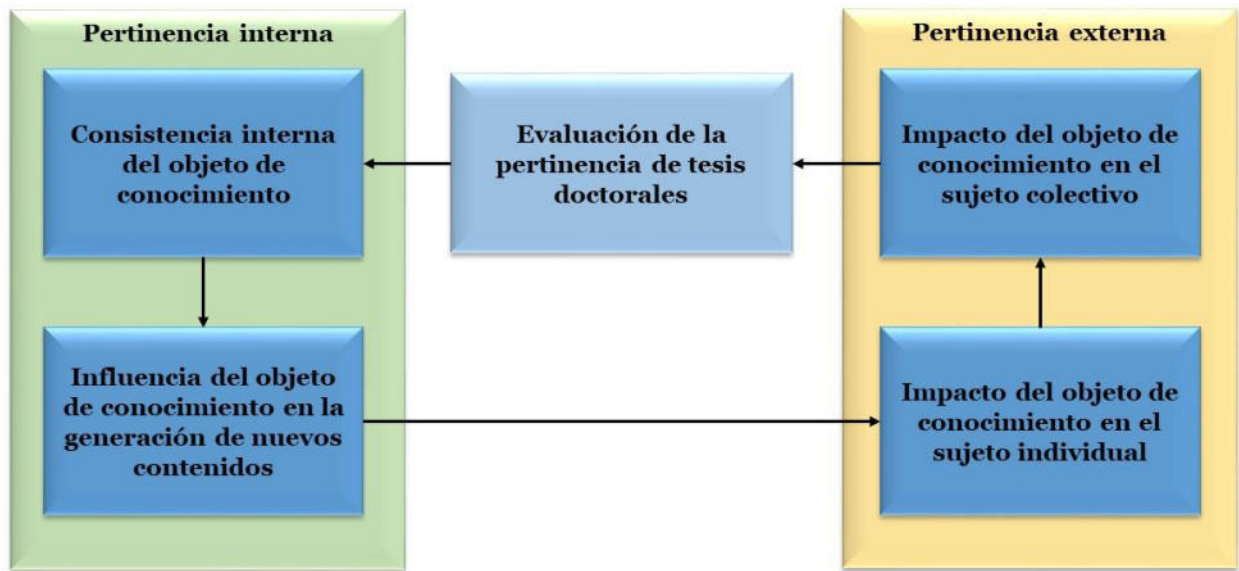 Pertinencia interna
Consistencia interna
del objeto de
conocimiento
Influencia del objeto
de conocimiento en la
generación de nuevos
contenidos
Evaluación de la
pertinencia de tesis
doctorales
Pertinencia externa
Impacto del objeto de
conocimiento en el
sujeto colectivo
Impacto del objeto de
conocimiento en el
sujeto individual